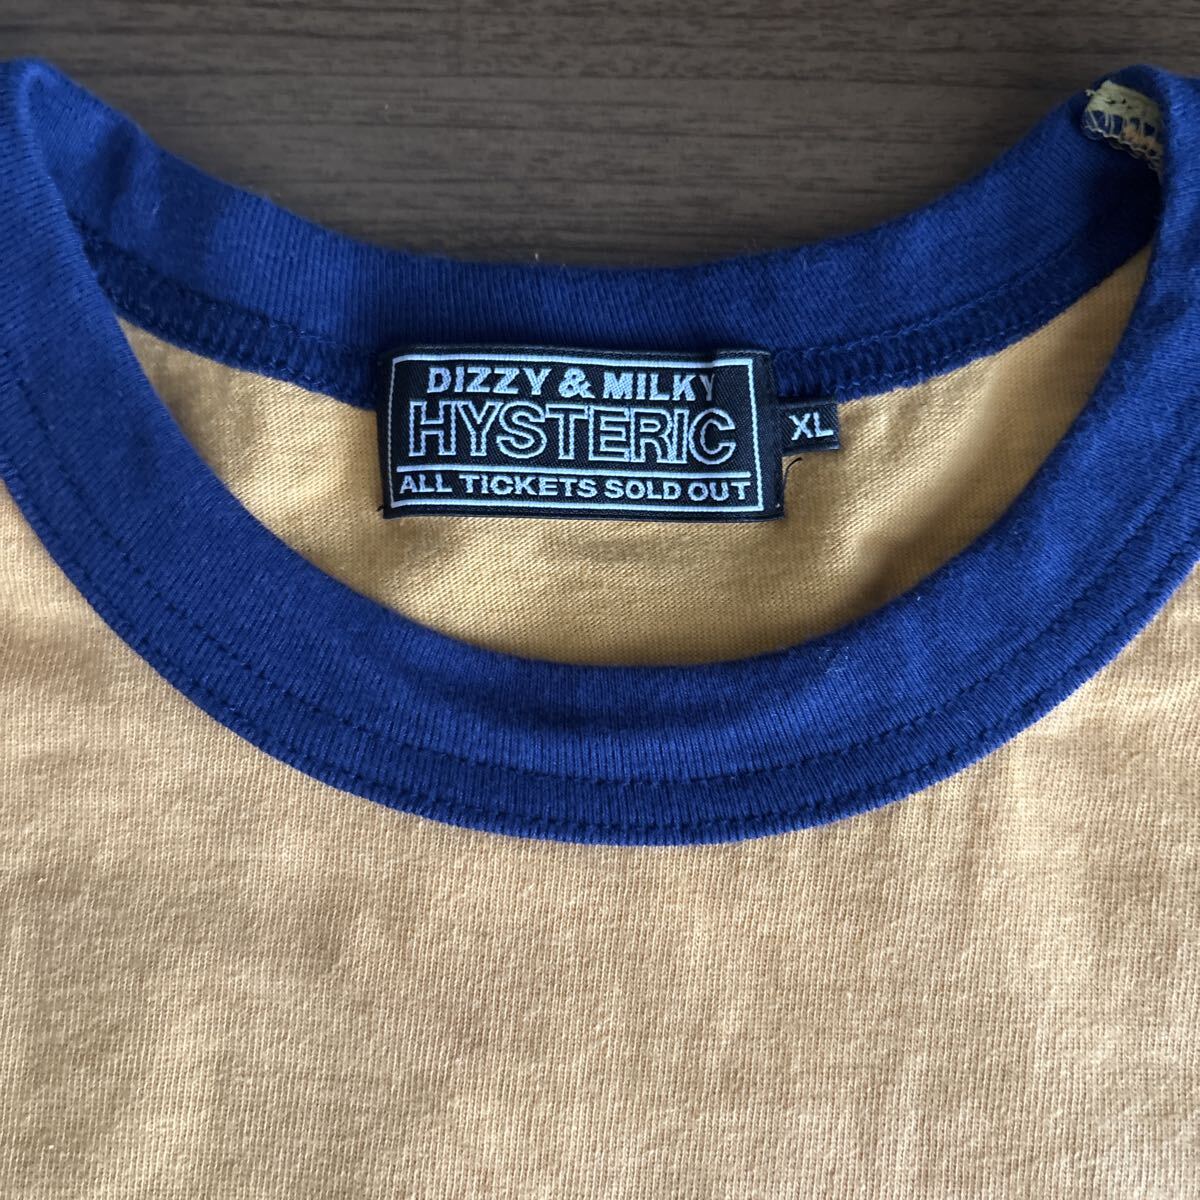 DIZZY & MILKY
HYSTERIC
ALL TICKETS SOLD OUT
XL